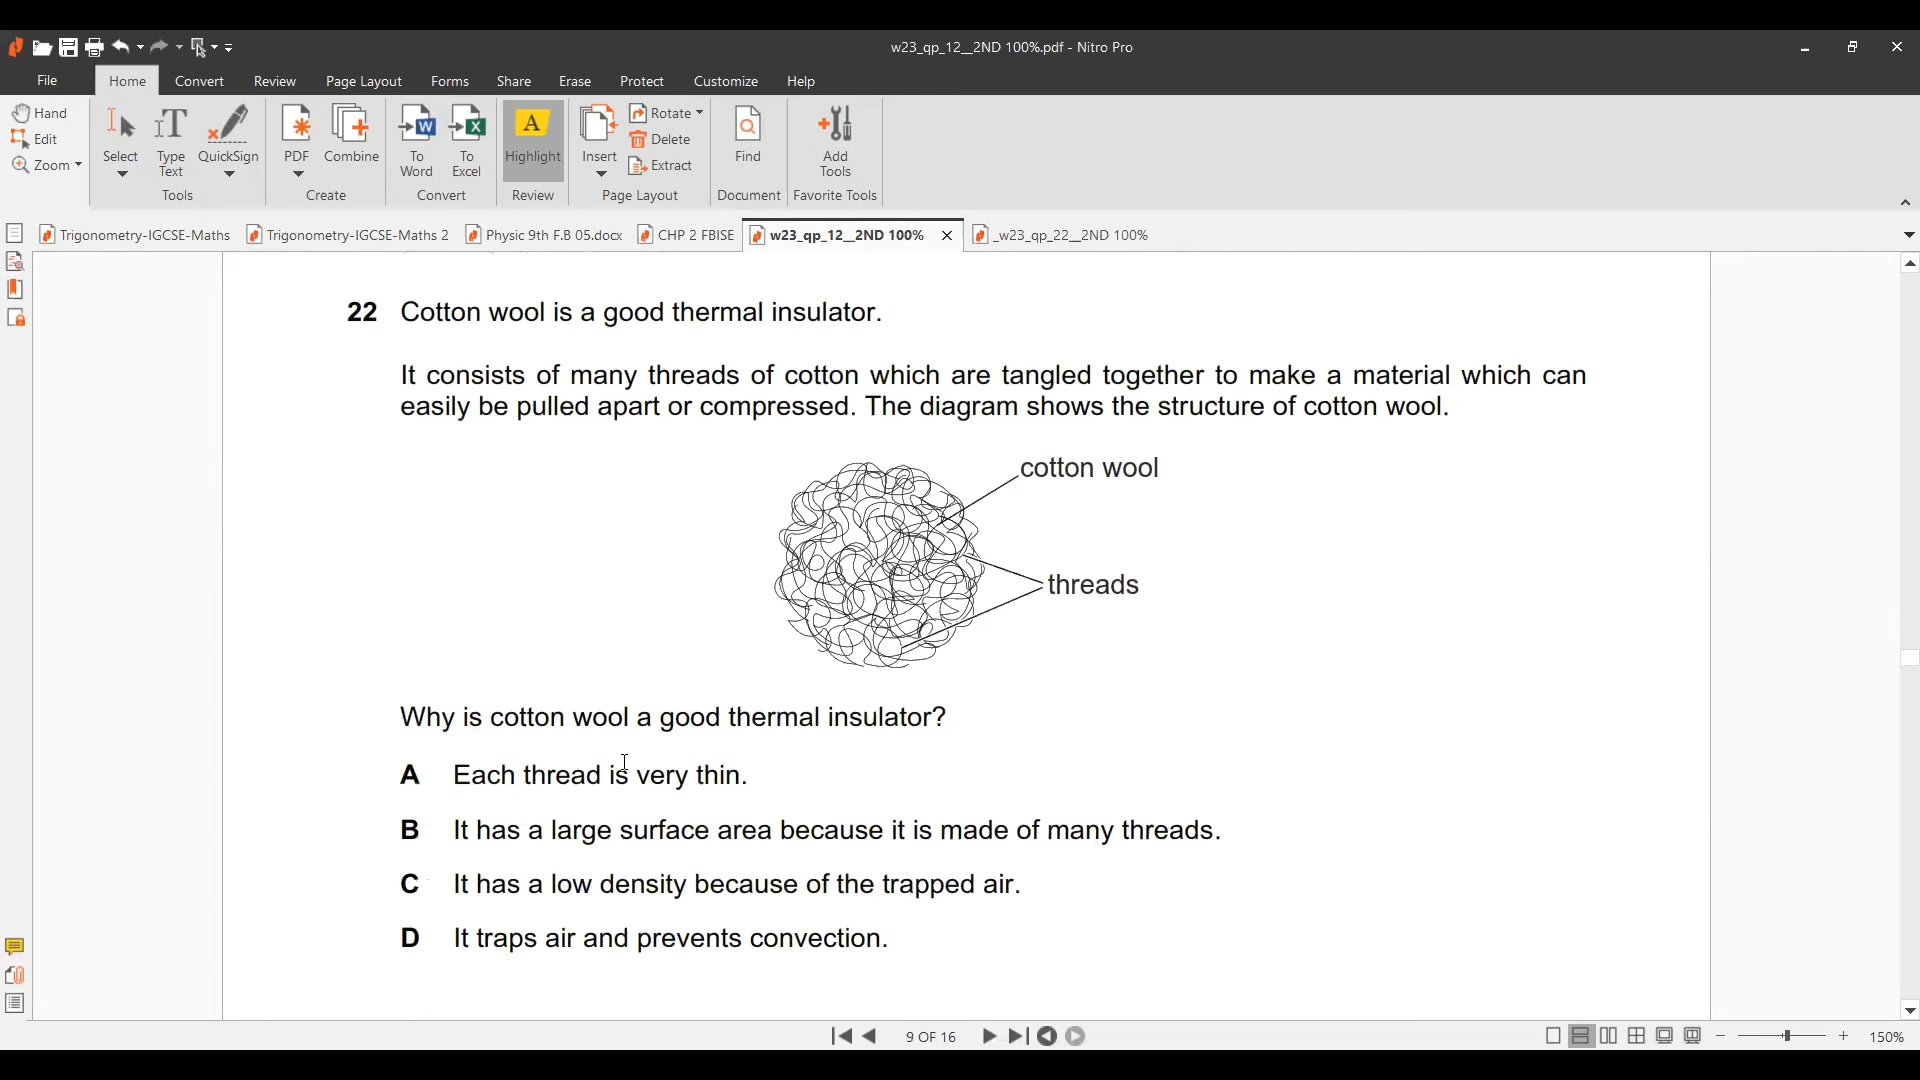 w23_qp_12__2ND 100%.pdf - Nitro Pro
File Home Convert Review Page Layout Forms Share Erase Protect Customize Help
Hand
Edit
Zoom
Select
Type Text
QuickSign
Tools
PDF
Combine
Create
To Word
To Excel
Convert
Highlight
Review
Insert
Rotate
Delete
Extract
Page Layout
Find
Document
Add Tools
Favorite Tools
Trigonometry-IGCSE-Maths Trigonometry-IGCSE-Maths 2 Physic 9th F.B 05.docx CHP 2 FBISE w23_qp_12__2ND 100% _w23_qp_22__2ND 100%
22 Cotton wool is a good thermal insulator.
It consists of many threads of cotton which are tangled together to make a material which can
easily be pulled apart or compressed. The diagram shows the structure of cotton wool.
cotton wool
threads
Why is cotton wool a good thermal insulator?
A Each thread is very thin.
B It has a large surface area because it is made of many threads.
C It has a low density because of the trapped air.
D It traps air and prevents convection.
9 OF 16
150%